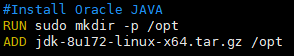 #Install Oracle JAVA
RUN sudo mkdir -p /opt
ADD jdk-8u172-linux-x64.tar.gz /opt